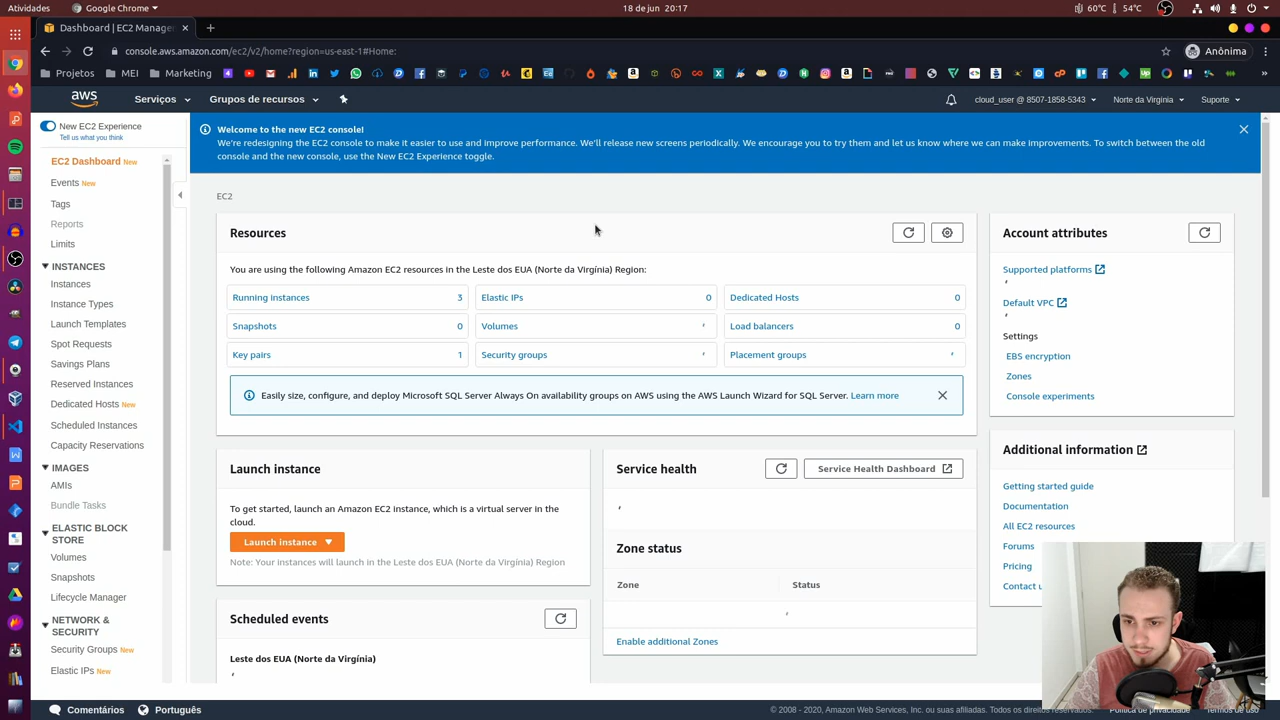 Atividades
Google Chrome
18 de jun 20:17
60°C
54°C
Dashboard | EC2 Manager
console.aws.amazon.com/ec2/v2/home?region=us-east-1#Home:
Anônima
Projetos
MEI
Marketing
aws
Serviços
Grupos de recursos
cloud_user @ 8507-1858-5343
Norte da Virgínia
Suporte
New EC2 Experience
Tell us what you think
EC2 Dashboard New
Events New
Tags
Reports
Limits
INSTANCES
Instances
Instance Types
Launch Templates
Spot Requests
Savings Plans
Reserved Instances
Dedicated Hosts New
Scheduled Instances
Capacity Reservations
IMAGES
AMIs
Bundle Tasks
ELASTIC BLOCK
STORE
Volumes
Snapshots
Lifecycle Manager
NETWORK &
SECURITY
Security Groups New
Elastic IPs New
Welcome to the new EC2 console!
We're redesigning the EC2 console to make it easier to use and improve performance. We'll release new screens periodically. We encourage you to try them and let us know where we can make improvements. To switch between the old
console and the new console, use the New EC2 Experience toggle.
EC2
Resources
You are using the following Amazon EC2 resources in the Leste dos EUA (Norte da Virgínia) Region:
Running instances 3
Elastic IPs 0
Dedicated Hosts 0
Snapshots 0
Volumes
Load balancers 0
Key pairs 1
Security groups
Placement groups
Easily size, configure, and deploy Microsoft SQL Server Always On availability groups on AWS using the AWS Launch Wizard for SQL Server. Learn more
Launch instance
To get started, launch an Amazon EC2 instance, which is a virtual server in the
cloud.
Launch instance
Note: Your instances will launch in the Leste dos EUA (Norte da Virgínia) Region
Scheduled events
Leste dos EUA (Norte da Virgínia)
Service health
Service Health Dashboard
Zone status
Zone
Status
Enable additional Zones
Account attributes
Supported platforms
Default VPC
Settings
EBS encryption
Zones
Console experiments
Additional information
Getting started guide
Documentation
All EC2 resources
Forums
Pricing
Contact u
Comentários
Português
© 2008 - 2020, Amazon Web Services, Inc. ou suas afiliadas. Todos os direitos reservados.
Política de privacidade
Termos de uso